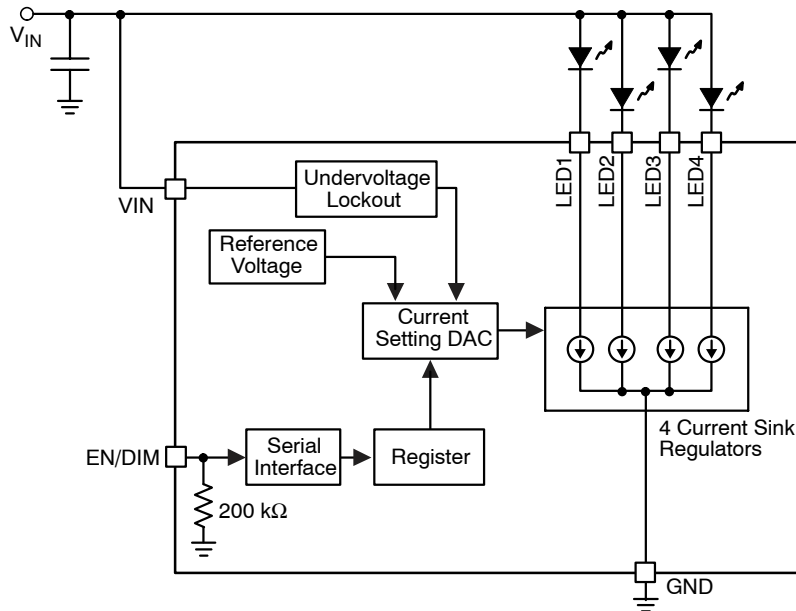 VIN
LED1
LED2
LED3
LED4
VIN
Undervoltage
Lockout
Reference
Voltage
Current
Setting DAC
4 Current Sink
Regulators
EN/DIM
Serial
Interface
Register
200 kΩ
GND